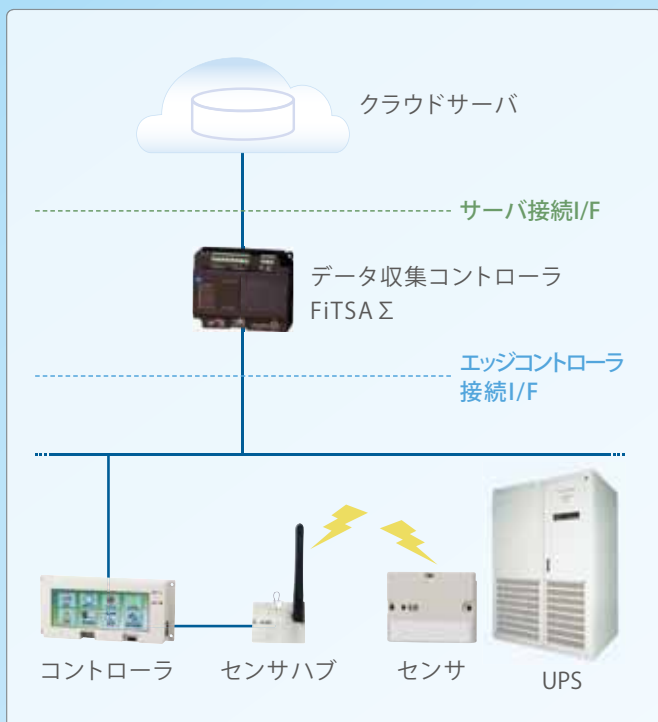 クラウドサーバ
サーバ接続I/F
データ収集コントローラ
FiTSA Σ
エッジコントローラ
接続I/F
コントローラ
センサハブ
センサ
UPS